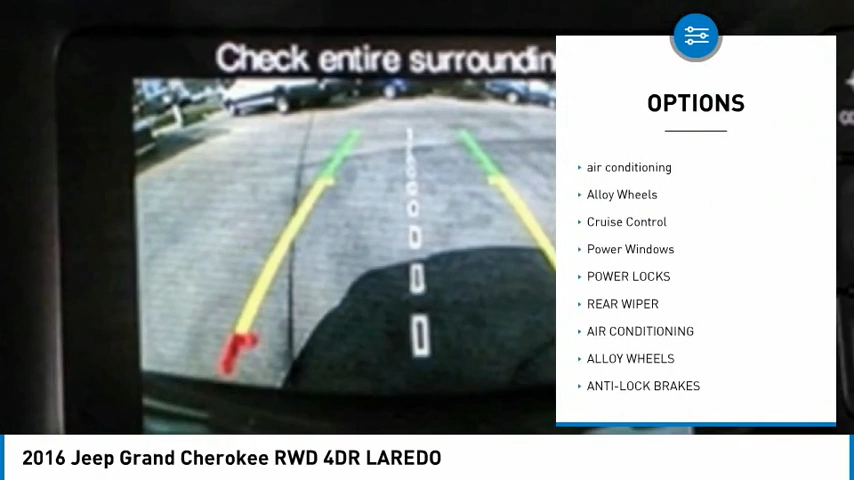 Check entire surroundin
OPTIONS
air conditioning
Alloy Wheels
Cruise Control
Power Windows
POWER LOCKS
REAR WIPER
AIR CONDITIONING
ALLOY WHEELS
ANTI-LOCK BRAKES
2016 Jeep Grand Cherokee RWD 4DR LAREDO